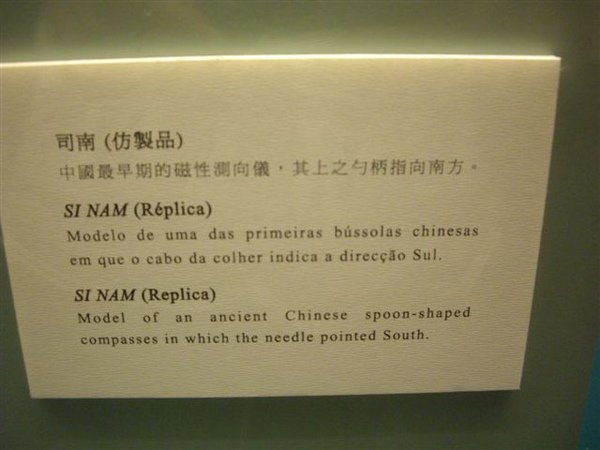 司南 (仿製品)
中國最早期的磁性測向儀，其上之勺柄指向南方。
SI NAM (Réplica)
Modelo de uma das primeiras bússolas chinesas
em que o cabo da colher indica a direcção Sul.
SI NAM (Replica)
Model of an ancient Chinese spoon-shaped
compasses in which the needle pointed South.